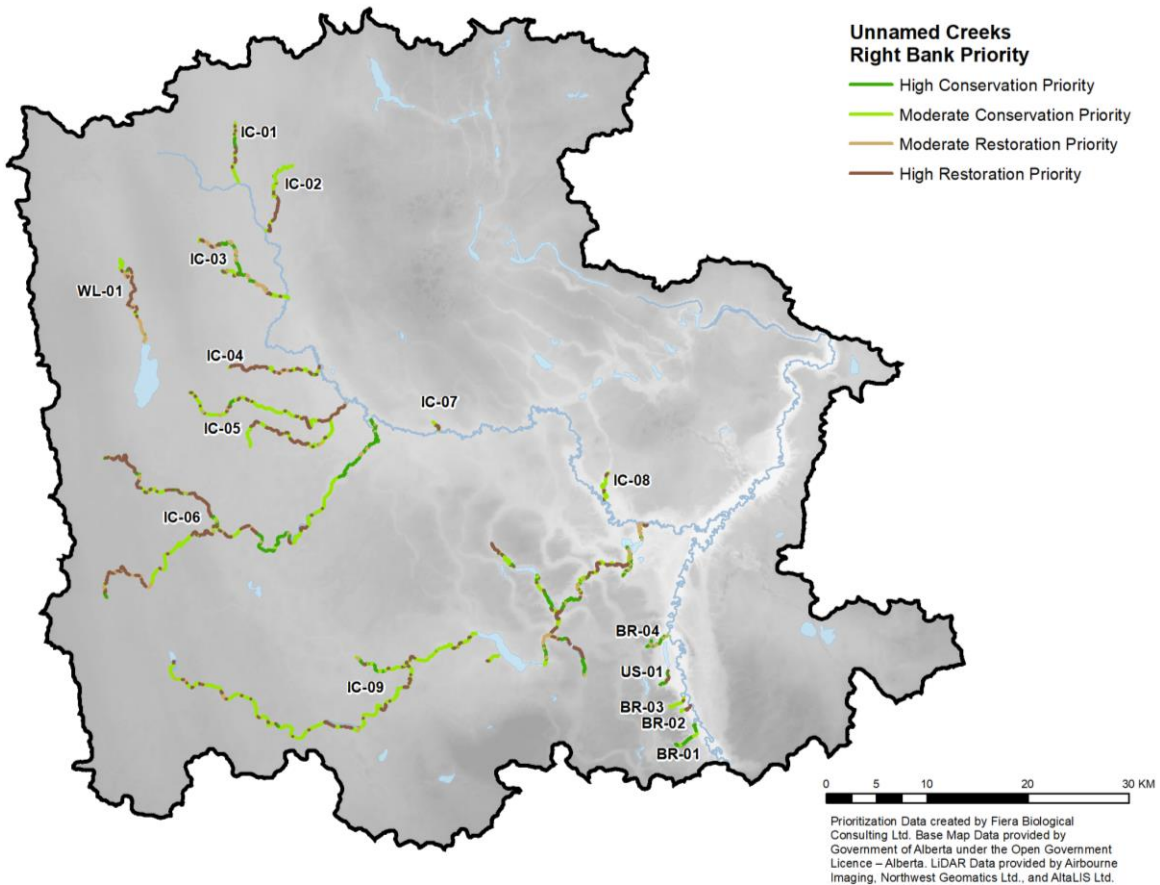 Unnamed Creeks
Right Bank Priority
High Conservation Priority
Moderate Conservation Priority
Moderate Restoration Priority
High Restoration Priority
IC-01
IC-02
IC-03
WL-01
IC-04
IC-07
IC-05
IC-08
IC-06
BR-04
US-01
IC-09
BR-03
BR-02
BR-01
0 5 10 20 30 KM
Prioritization Data created by Fiera Biological
Consulting Ltd. Base Map Data provided by
Government of Alberta under the Open Government
Licence – Alberta. LiDAR Data provided by Airbourne
Imaging, Northwest Geomatics Ltd., and AltaLIS Ltd.